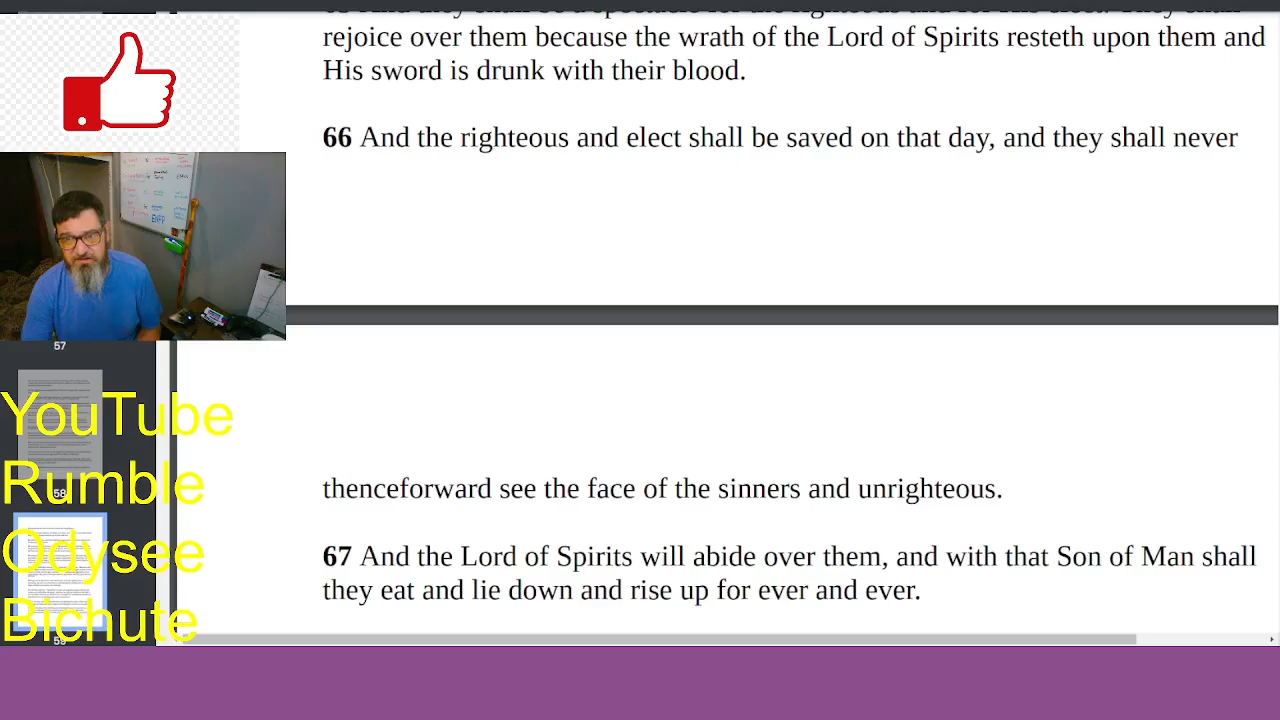 rejoice over them because the wrath of the Lord of Spirits resteth upon them and
His sword is drunk with their blood.
66 And the righteous and elect shall be saved on that day, and they shall never
57
YouTube
58
Rumble
thenceforward see the face of the sinners and unrighteous.
Odysee
67 And the Lord of Spirits will abide over them, and with that Son of Man shall
they eat and lie down and rise up for ever and ever.
Bichute
59